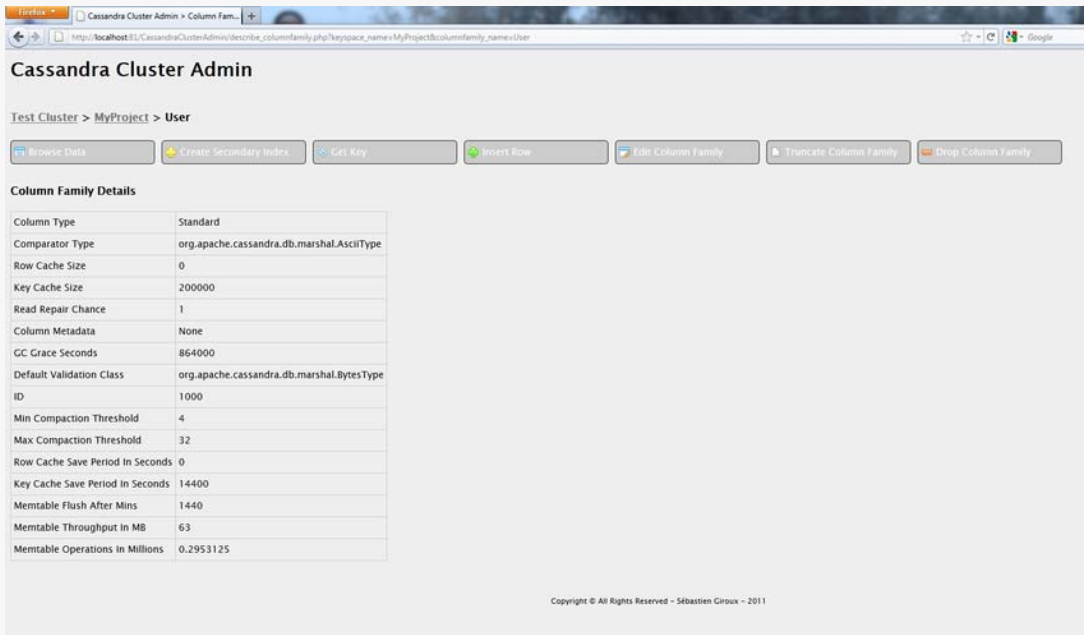 Firefox
Cassandra Cluster Admin > Column Fam...
http://localhost:81/CassandraClusterAdmin/describe_columnfamily.php?keyspace_name=MyProject&columnfamily_name=User
Google
Cassandra Cluster Admin
Test Cluster > MyProject > User
Browse Data
Create Secondary Index
Get Key
Insert Row
Edit Column Family
Truncate Column Family
Drop Column Family
Column Family Details
Column Type Standard
Comparator Type org.apache.cassandra.db.marshal.AsciiType
Row Cache Size 0
Key Cache Size 200000
Read Repair Chance 1
Column Metadata None
GC Grace Seconds 864000
Default Validation Class org.apache.cassandra.db.marshal.BytesType
ID 1000
Min Compaction Threshold 4
Max Compaction Threshold 32
Row Cache Save Period In Seconds 0
Key Cache Save Period In Seconds 14400
Memtable Flush After Mins 1440
Memtable Throughput In MB 63
Memtable Operations In Millions 0.2953125
Copyright © All Rights Reserved - Sébastien Giroux - 2011